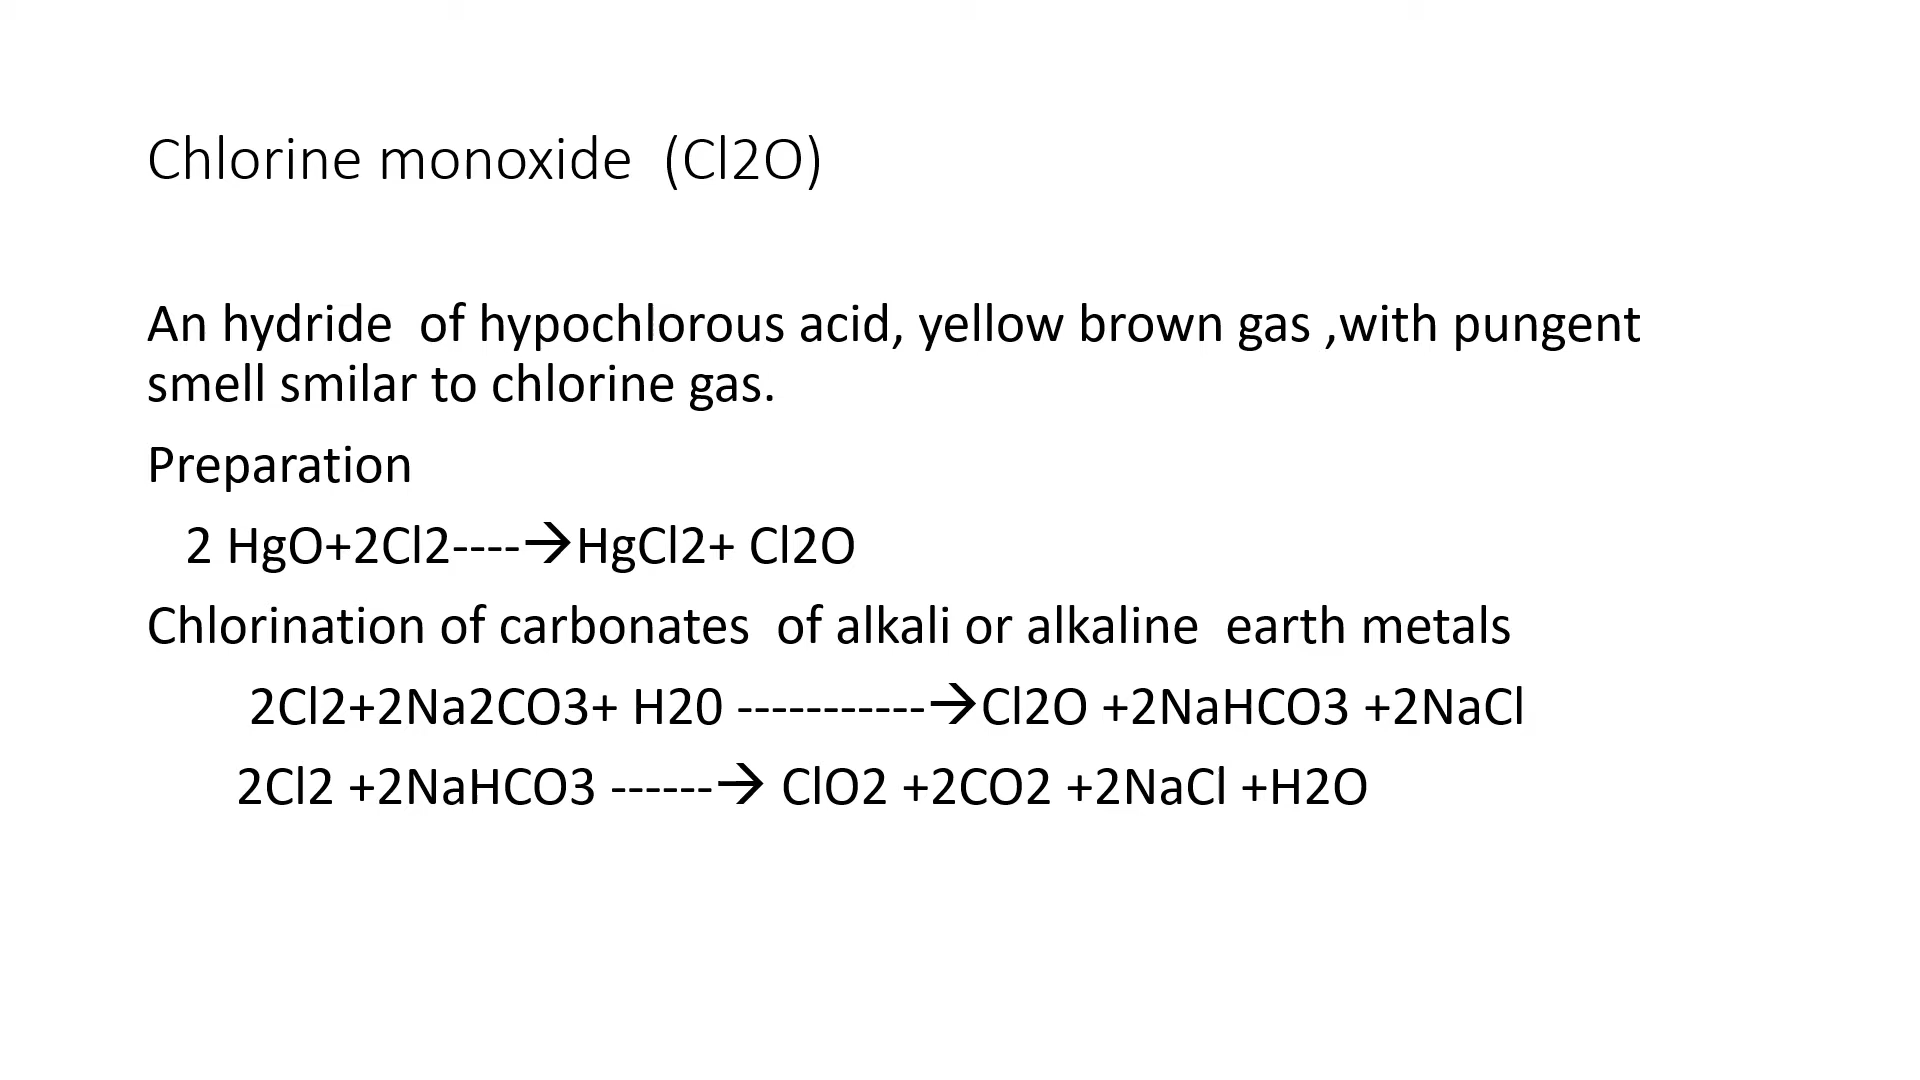 Chlorine monoxide  (Cl2O)
An hydride  of hypochlorous acid, yellow brown gas ,with pungent
smell smilar to chlorine gas.
Preparation
2 HgO+2Cl2----→HgCl2+ Cl2O
Chlorination of carbonates  of alkali or alkaline  earth metals
2Cl2+2Na2CO3+ H20 -----------→Cl2O +2NaHCO3 +2NaCl
2Cl2 +2NaHCO3 ------→ ClO2 +2CO2 +2NaCl +H2O